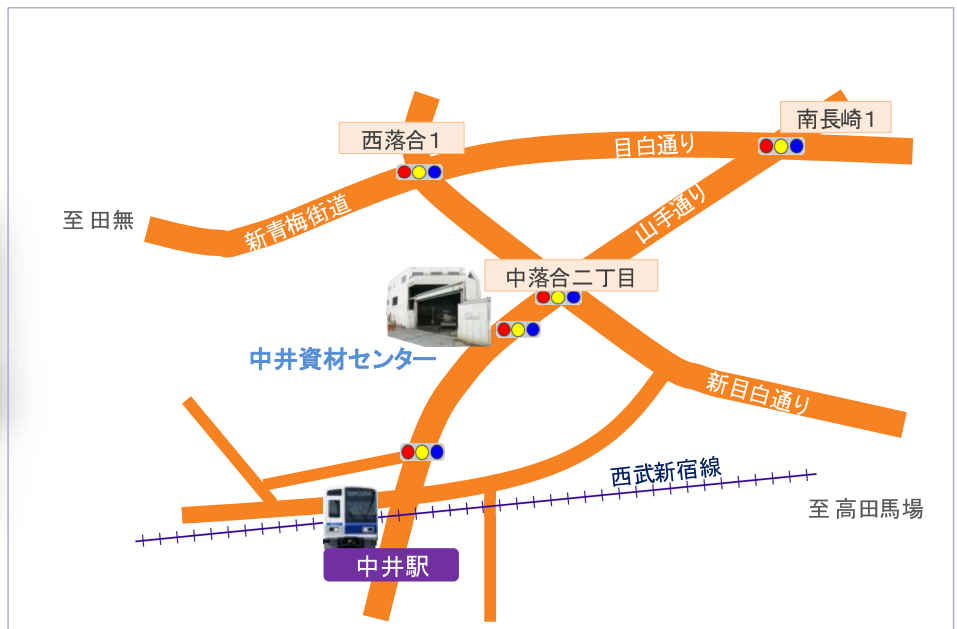 南長崎1
西落合1
目白通り
新青梅街道
至 田無
山手通り
中落合二丁目
中井資材センター
新目白通り
西武新宿線
至 高田馬場
中井駅